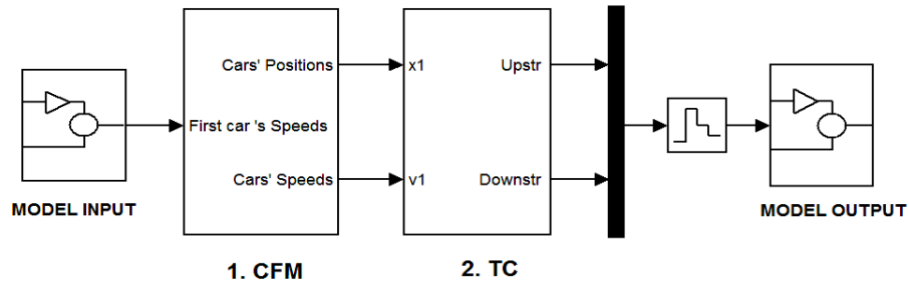 Cars' Positions
x1
Upstr
First car 's Speeds
Cars' Speeds
v1
Downstr
MODEL INPUT
MODEL OUTPUT
1. CFM
2. TC